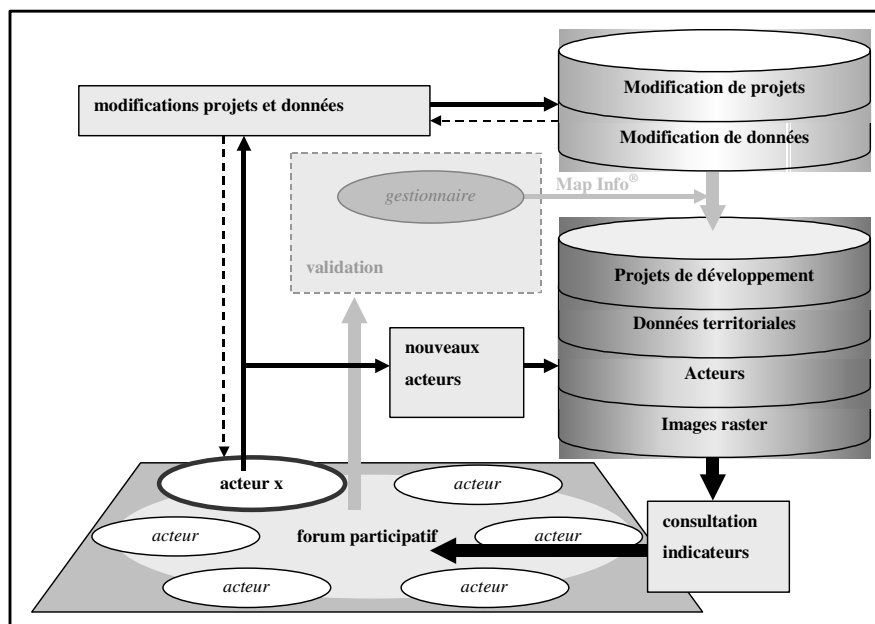 Modification de projets
modifications projets et données
Modification de données
Map Info®
gestionnaire
validation
Projets de développement
Données territoriales
nouveaux
acteurs
Acteurs
Images raster
acteur x
acteur
consultation
indicateurs
forum participatif
acteur
acteur
acteur
acteur